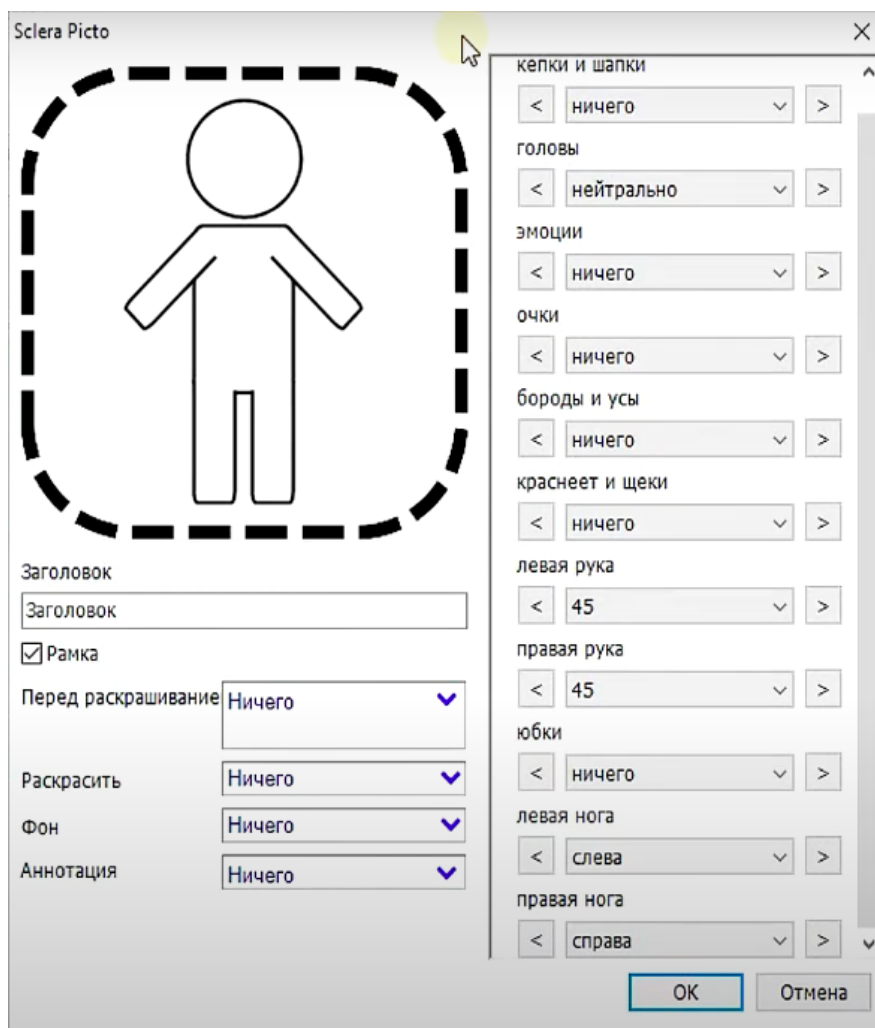 Sclera Picto
Заголовок
Заголовок
Рамка
Перед раскрашивание
Ничего
Раскрасить
Ничего
Фон
Ничего
Аннотация
Ничего
кепки и шапки
< ничего >
головы
< нейтрально >
эмоции
< ничего >
очки
< ничего >
бороды и усы
< ничего >
краснеет и щеки
< ничего >
левая рука
< 45 >
правая рука
< 45 >
юбки
< ничего >
левая нога
< слева >
правая нога
< справа >
OK
Отмена